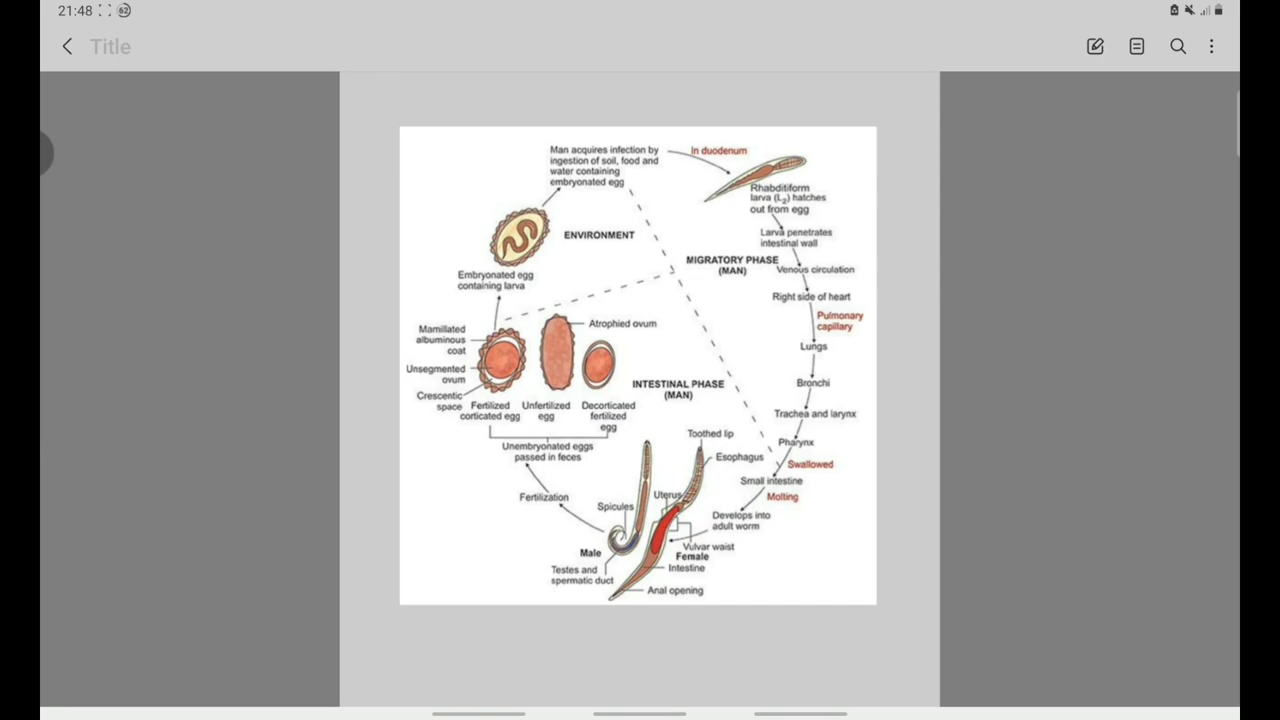 21:48
62
Title
Man acquires infection by
ingestion of soil, food and
water containing
embryonated egg
In duodenum
Rhabditiform
larva (L2) hatches
out from egg
ENVIRONMENT
Larva penetrates
intestinal wall
MIGRATORY PHASE
(MAN)
Venous circulation
Embryonated egg
containing larva
Right side of heart
Pulmonary
capillary
Lungs
Mamillated
albuminous
coat
Atrophied ovum
Unsegmented
ovum
Crescentic
space
Fertilized
corticated egg
Unfertilized
egg
Decorticated
fertilized
egg
INTESTINAL PHASE
(MAN)
Bronchi
Trachea and larynx
Pharynx
Unembryonated eggs
passed in feces
Toothed lip
Esophagus
Swallowed
Small intestine
Molting
Fertilization
Spicules
Uterus
Develops into
adult worm
Male
Vulvar waist
Female
Testes and
spermatic duct
Intestine
Anal opening